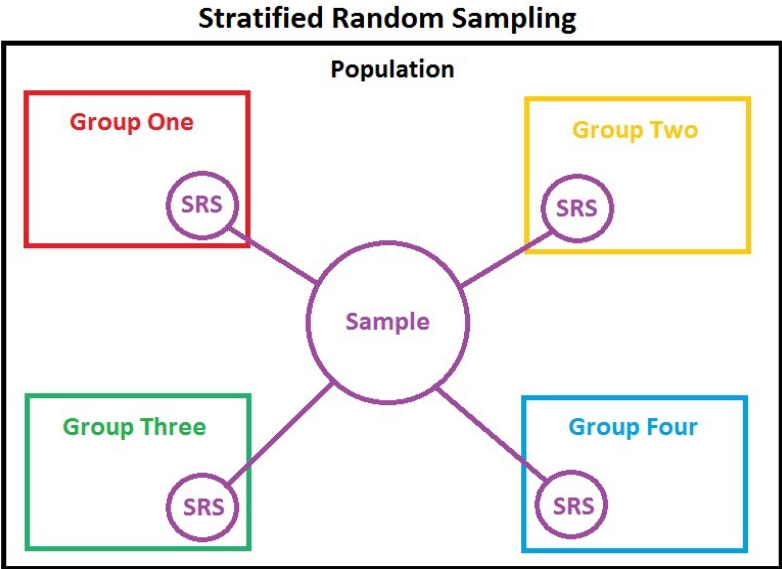 Stratified Random Sampling
Population
Group One
SRS
Group Two
SRS
Sample
Group Three
SRS
Group Four
SRS